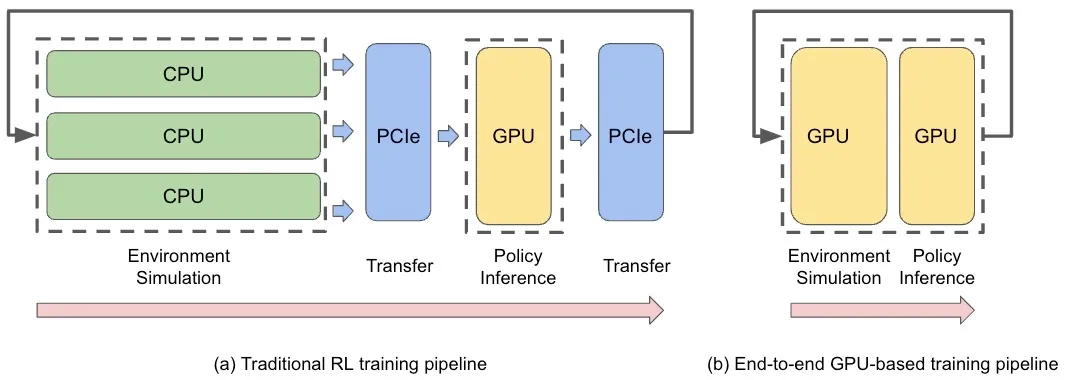 CPU
CPU
CPU
PCIe
GPU
PCIe
Environment
Simulation
Transfer
Policy
Inference
Transfer
(a) Traditional RL training pipeline
GPU
GPU
Environment
Simulation
Policy
Inference
(b) End-to-end GPU-based training pipeline